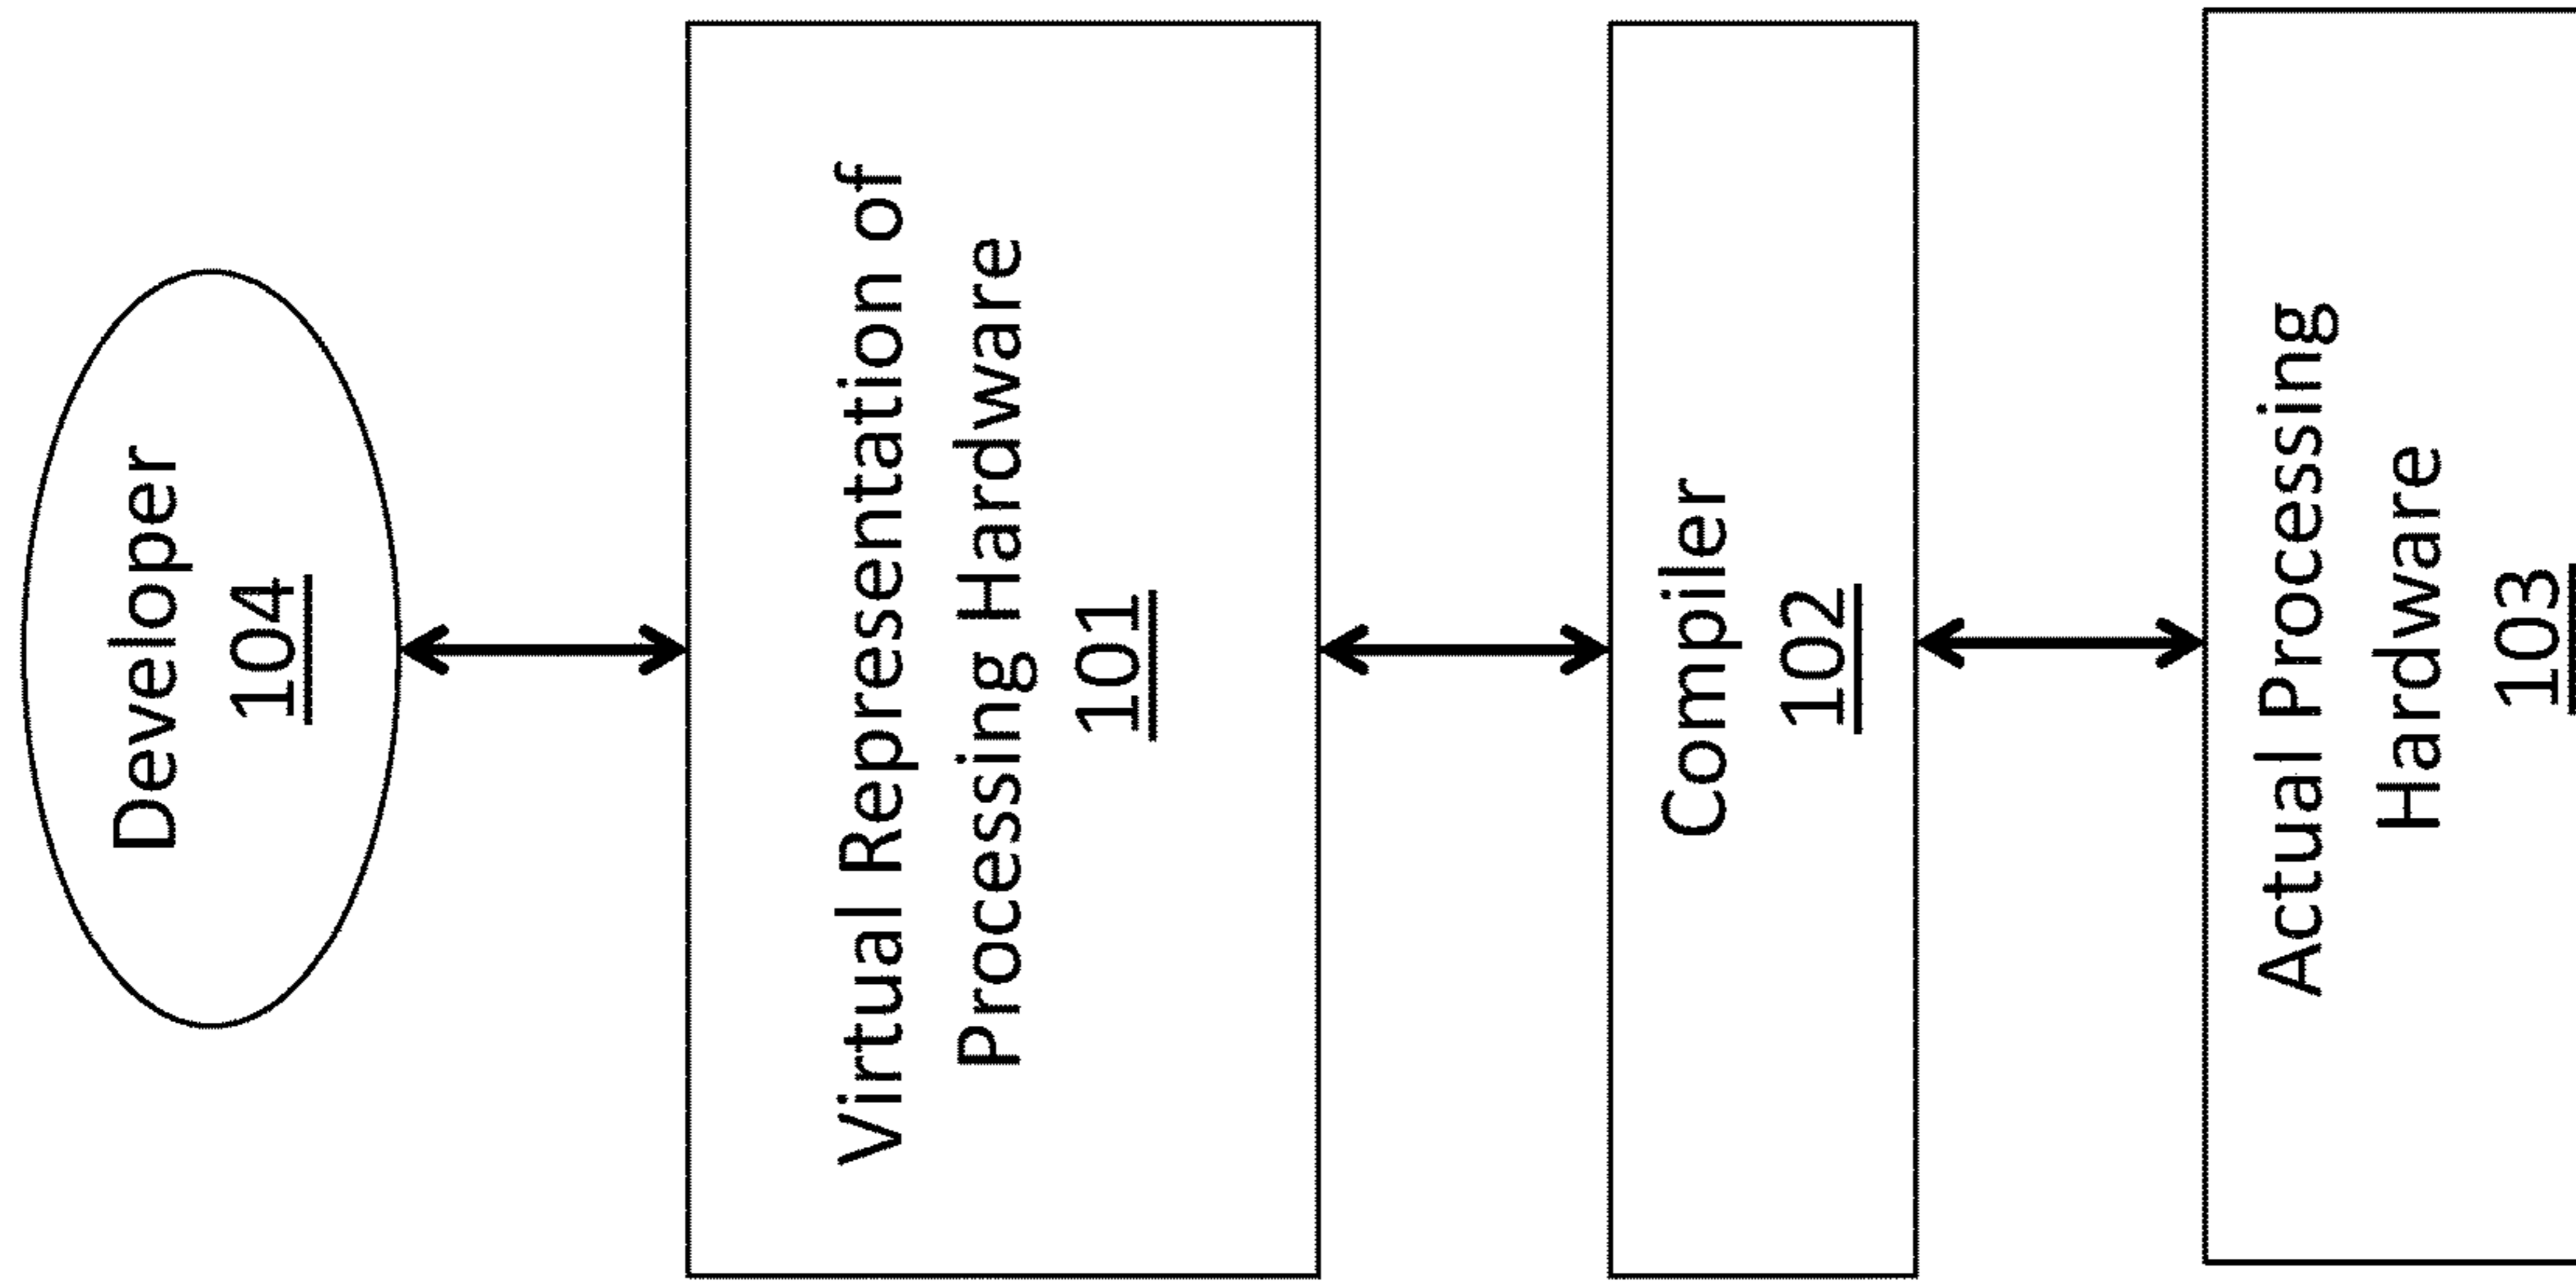 Developer
104
Virtual Representation of
Processing Hardware
101
Compiler
102
Actual Processing
Hardware
103